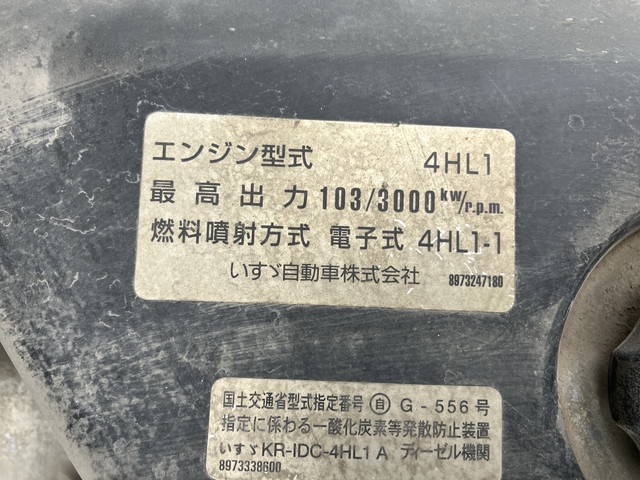 エンジン型式 4HL1
最高出力 103/3000 kW/r.p.m.
燃料噴射方式 電子式 4HL1-1
いすゞ自動車株式会社 8973247180
国土交通省型式指定番号 ㊐ G-556号
指定に係わる一酸化炭素等発散防止装置
いすゞ KR-IDC-4HL1A ディーゼル機関
8973338600